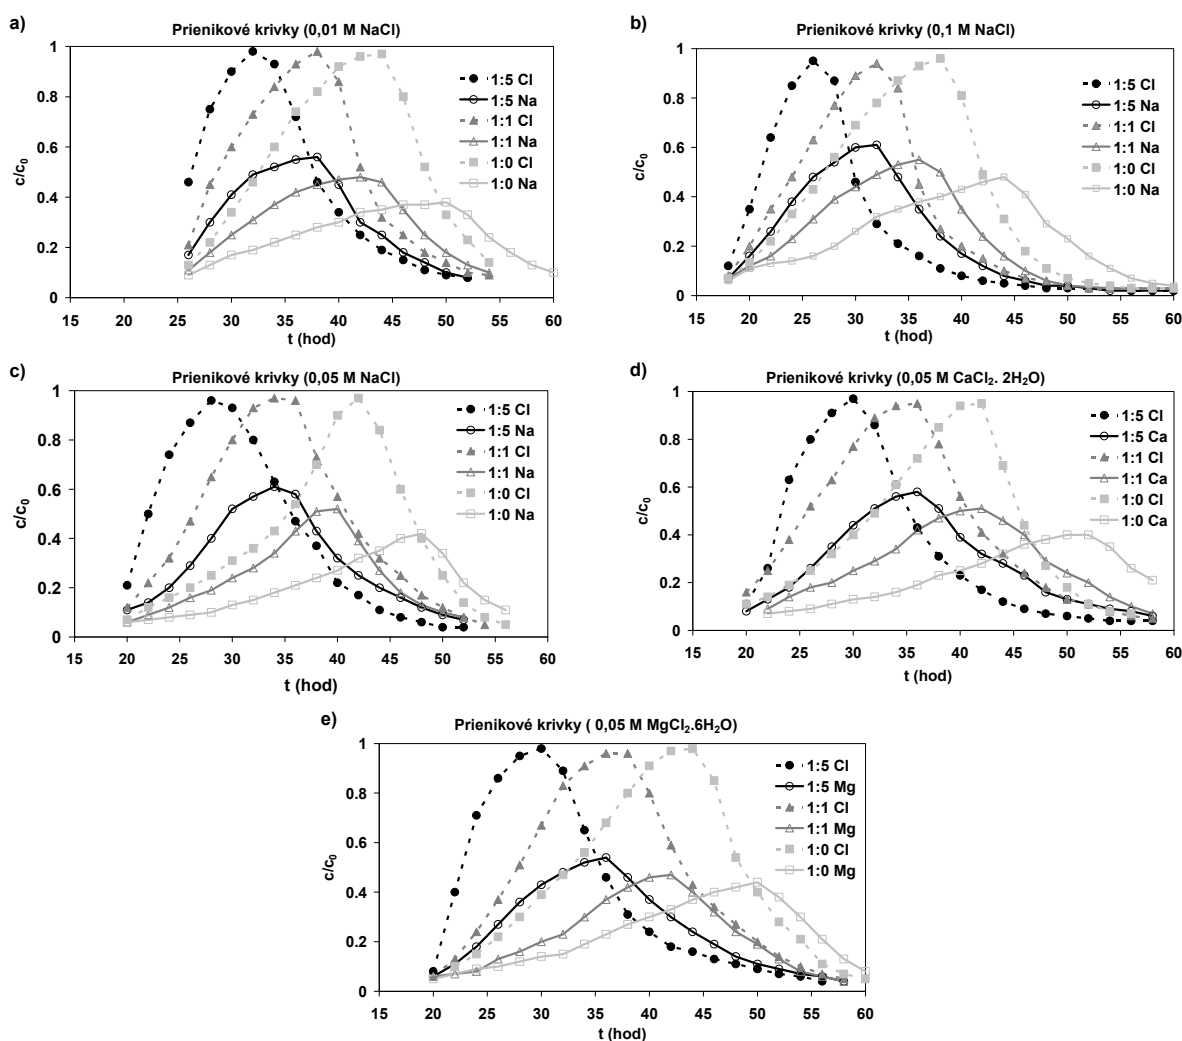 a)
Prienikové krivky (0,01 M NaCl)
1
0.8
0.6
0.4
0.2
0
c/c0
15 20 25 30 35 40 45 50 55 60
t (hod)
1:5 Cl
1:5 Na
1:1 Cl
1:1 Na
1:0 Cl
1:0 Na
b)
Prienikové krivky (0,1 M NaCl)
1
0.8
0.6
0.4
0.2
0
c/c0
15 20 25 30 35 40 45 50 55 60
t (hod)
1:5 Cl
1:5 Na
1:1 Cl
1:1 Na
1:0 Cl
1:0 Na
c)
Prienikové krivky (0,05 M NaCl)
1
0.8
0.6
0.4
0.2
0
c/c0
15 20 25 30 35 40 45 50 55 60
t (hod)
1:5 Cl
1:5 Na
1:1 Cl
1:1 Na
1:0 Cl
1:0 Na
d)
Prienikové krivky (0,05 M CaCl2. 2H2O)
1
0.8
0.6
0.4
0.2
0
c/c0
15 20 25 30 35 40 45 50 55 60
t (hod)
1:5 Cl
1:5 Ca
1:1 Cl
1:1 Ca
1:0 Cl
1:0 Ca
e)
Prienikové krivky ( 0,05 M MgCl2.6H2O)
1
0.8
0.6
0.4
0.2
0
c/c0
15 20 25 30 35 40 45 50 55 60
t (hod)
1:5 Cl
1:5 Mg
1:1 Cl
1:1 Mg
1:0 Cl
1:0 Mg